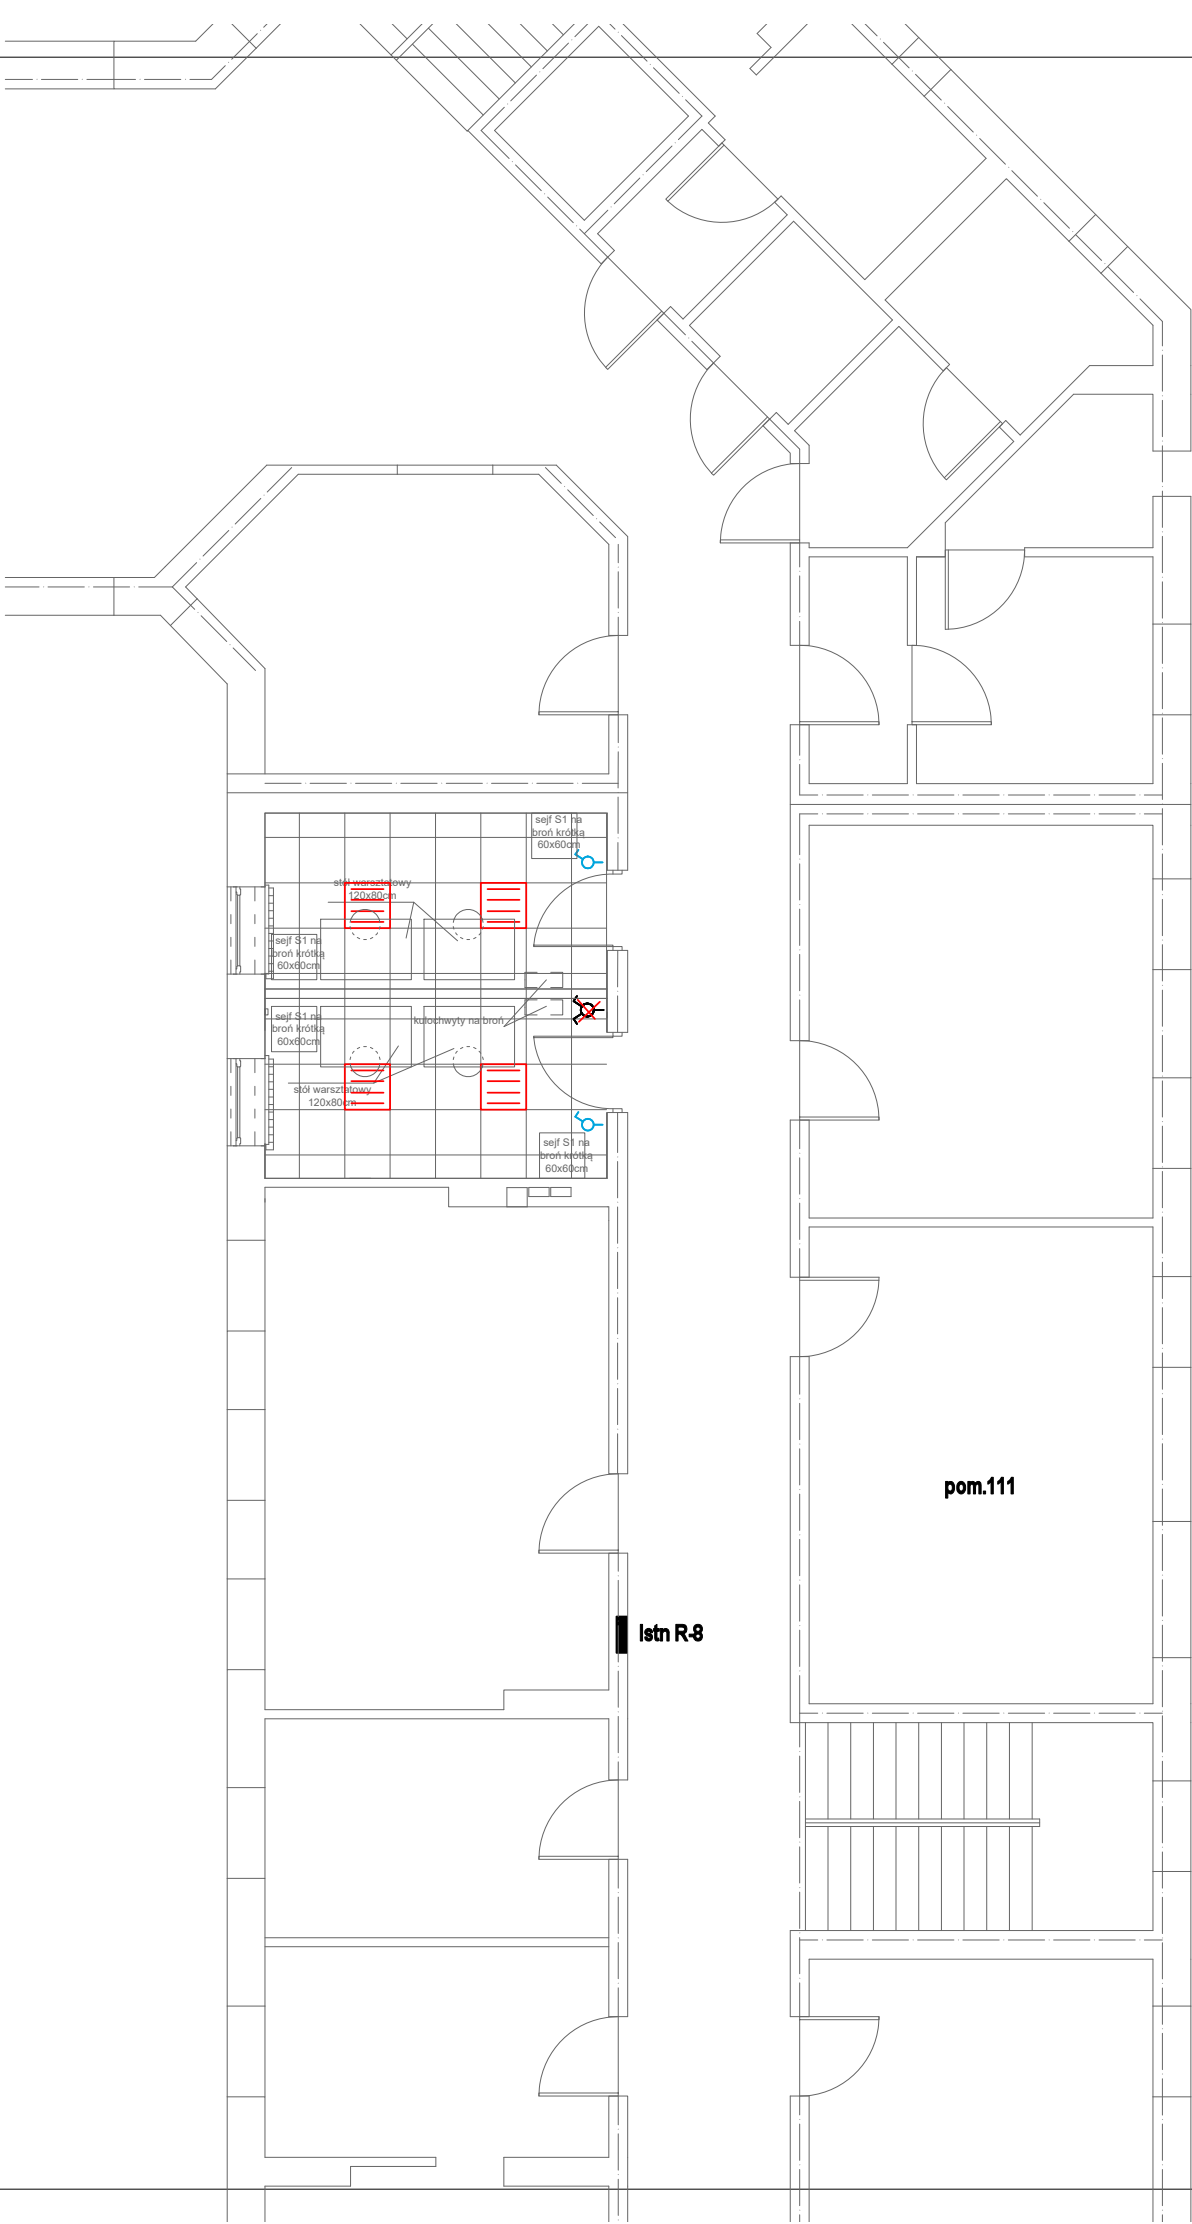 sejf S1 na
broń krótką
60x60cm
stół warsztatowy
120x80cm
sejf S1 na
broń krótką
60x60cm
sejf S1 na
broń krótką
60x60cm
kulochwyty na broń
stół warsztatowy
120x80cm
sejf S1 na
broń krótką
60x60cm
pom.111
Istn R-8